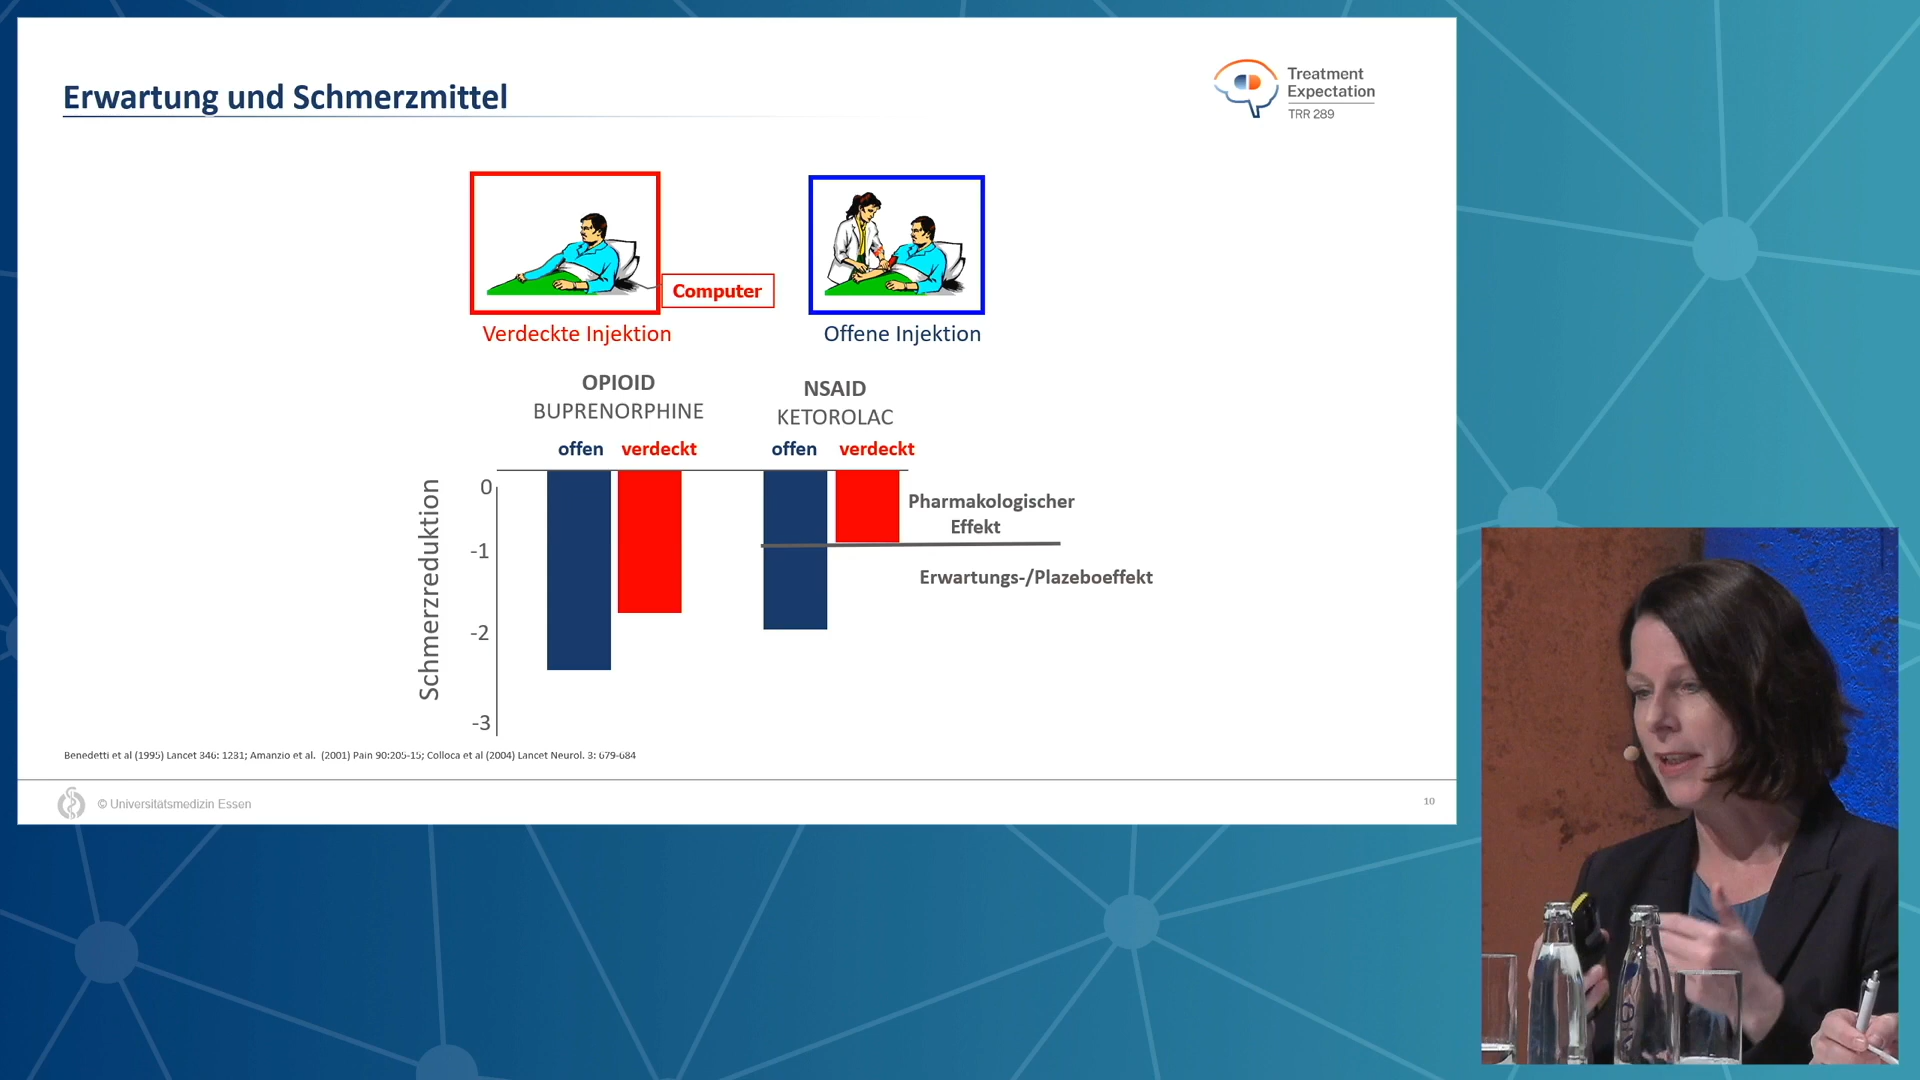 Erwartung und Schmerzmittel
Treatment
Expectation
TRR 289
Computer
Verdeckte Injektion
Offene Injektion
OPIOID
BUPRENORPHINE
NSAID
KETOROLAC
offen verdeckt
offen verdeckt
Schmerzreduktion
0
-1
-2
-3
Pharmakologischer
Effekt
Erwartungs-/Plazeboeffekt
Benedetti et al (1995) Lancet 346: 1231; Amanzio et al. (2001) Pain 90:205-15; Colloca et al (2004) Lancet Neurol. 3: 679-684
© Universitätsmedizin Essen
10